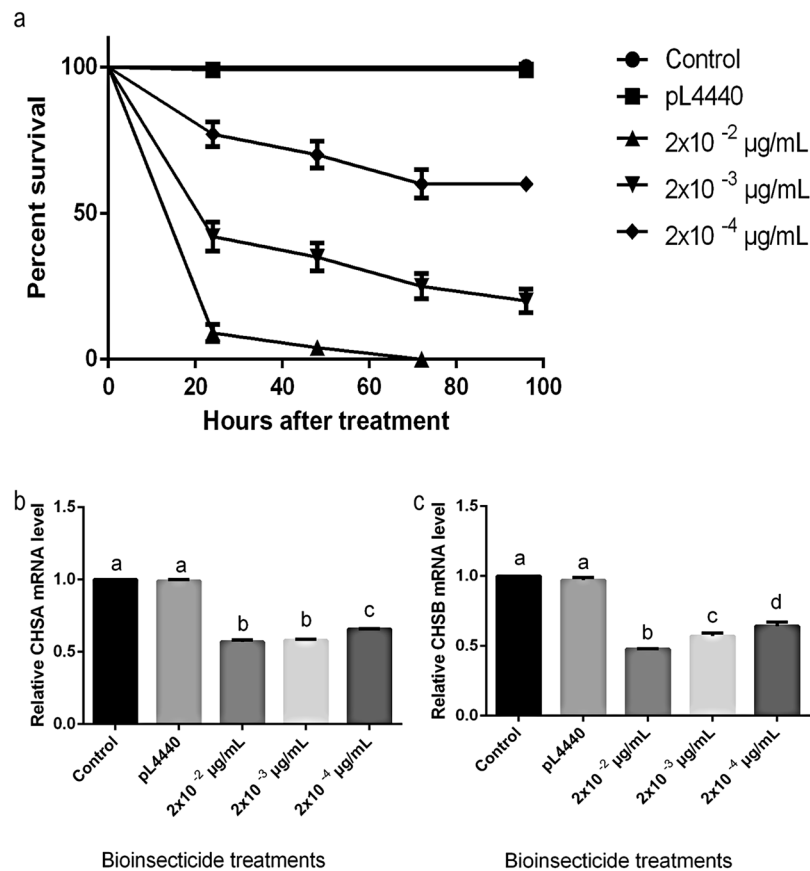 a
100
50
0
Percent survival
0 20 40 60 80 100
Hours after treatment
Control
pL4440
2x10 -2 µg/mL
2x10 -3 µg/mL
2x10 -4 µg/mL
b
1.5
1.0
0.5
0.0
Relative CHSA mRNA level
a a b b c
Control
pL4440
2x10 -2 µg/mL
2x10 -3 µg/mL
2x10 -4 µg/mL
Bioinsecticide treatments
c
1.5
1.0
0.5
0.0
Relative CHSB mRNA level
a a b c d
Control
pL4440
2x10 -2 µg/mL
2x10 -3 µg/mL
2x10 -4 µg/mL
Bioinsecticide treatments